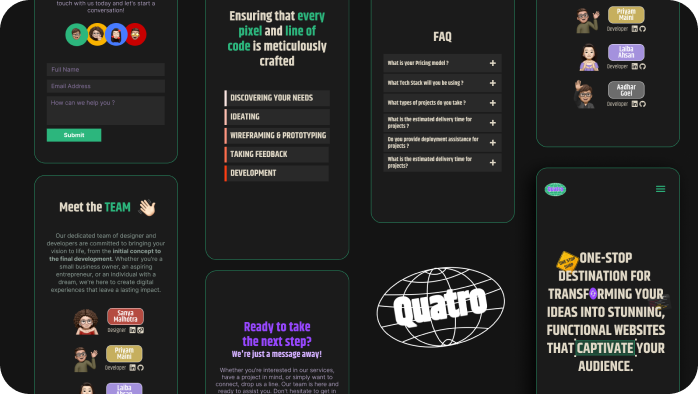 touch with us today and let's start a
conversation!
Full Name
Email Address
How can we help you ?
Submit
Meet the TEAM
Our dedicated team of designer and
developers are committed to bringing your
vision to life, from the initial concept to
the final development. Whether you're a
small business owner, an aspiring
entrepreneur, or an individual with a
dream, we're here to create digital
experiences that leave a lasting impact.
Sanya
Malhotra
Designer
Priyam
Maini
Developer
Laiba
Ahsan
Ensuring that every
pixel and line of
code is meticulously
crafted
DISCOVERING YOUR NEEDS
IDEATING
WIREFRAMING & PROTOTYPING
TAKING FEEDBACK
DEVELOPMENT
Ready to take
the next step?
We're just a message away!
Whether you're interested in our services,
have a project in mind, or simply want to
connect, drop us a line. Our team is here and
ready to assist you. Don't hesitate to get in
FAQ
What is your Pricing model ?
What Tech Stack will you be using ?
What types of projects do you take ?
What is the estimated delivery time for
projects ?
Do you provide deployment assistance for
projects ?
What is the estimated delivery time for
projects?
Quatro
Priyam
Maini
Developer
Laiba
Ahsan
Developer
Aadhar
Goel
Developer
Quatro
ONE-STOP
DESTINATION FOR
TRANSFORMING YOUR
IDEAS INTO STUNNING,
FUNCTIONAL WEBSITES
THAT CAPTIVATE YOUR
AUDIENCE.